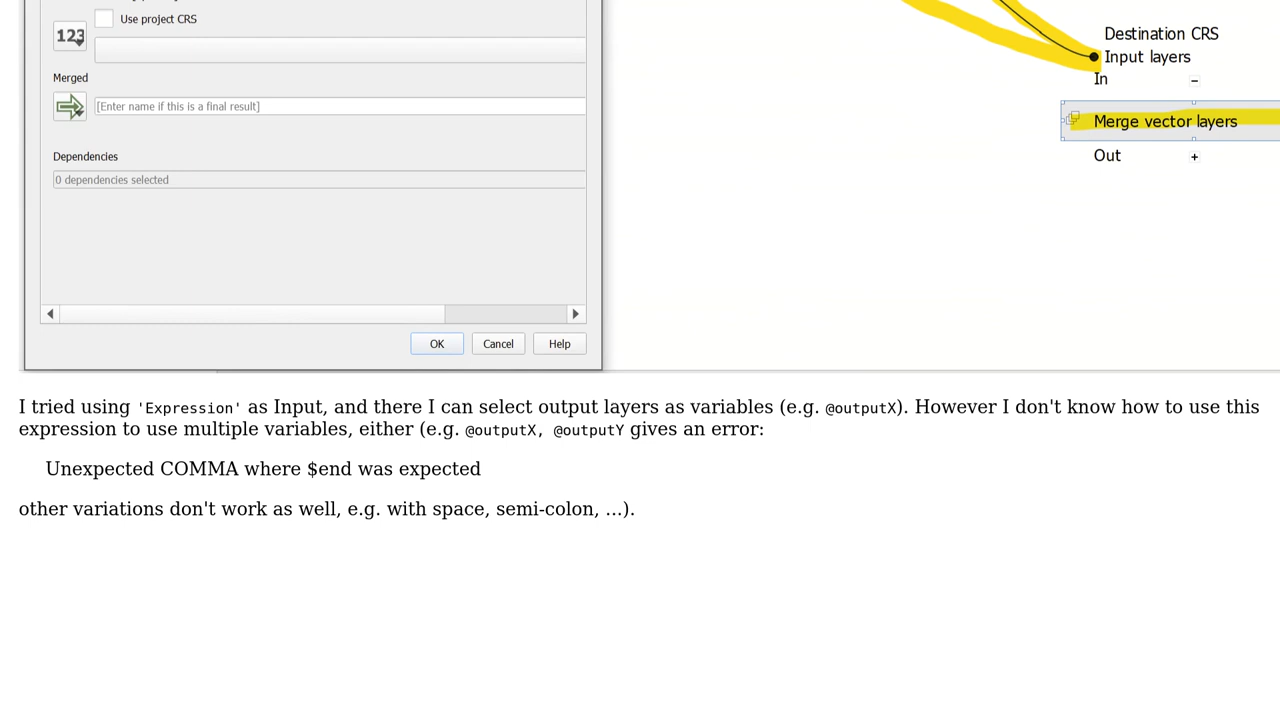 Use project CRS
123
Merged
[Enter name if this is a final result]
Dependencies
0 dependencies selected
OK
Cancel
Help
Destination CRS
Input layers
In
−
Merge vector layers
Out
+
I tried using 'Expression' as Input, and there I can select output layers as variables (e.g. @outputX). However I don't know how to use this
expression to use multiple variables, either (e.g. @outputX, @outputY gives an error:
Unexpected COMMA where $end was expected
other variations don't work as well, e.g. with space, semi-colon, ...).